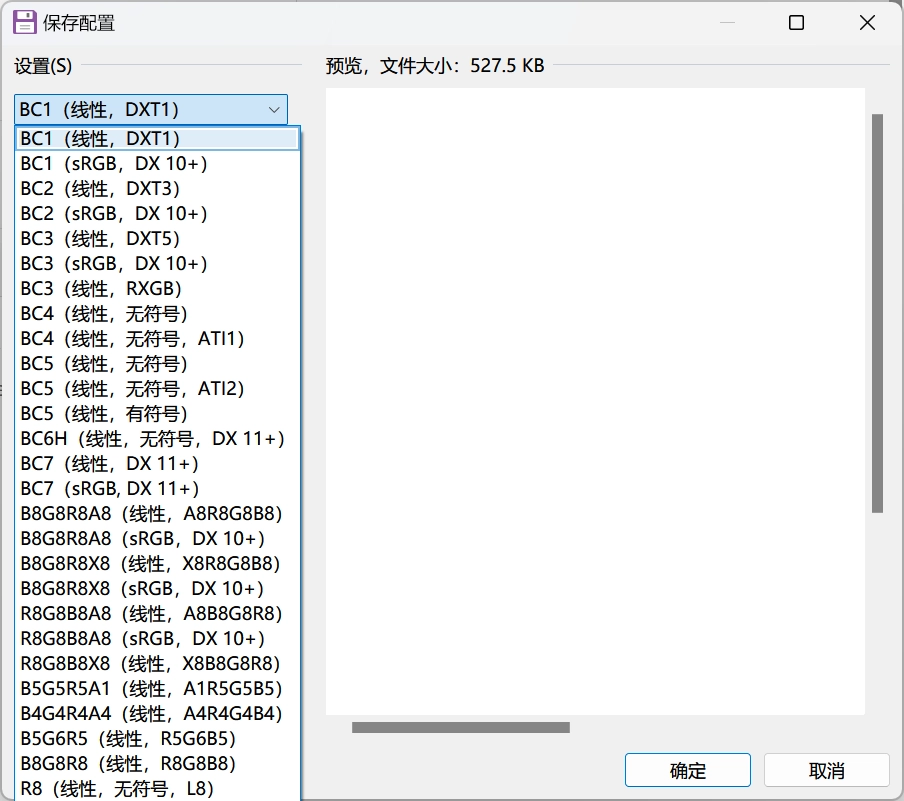 保存配置
设置(S)
预览，文件大小：527.5 KB
BC1（线性，DXT1）
BC1（线性，DXT1）
BC1（sRGB，DX 10+）
BC2（线性，DXT3）
BC2（sRGB，DX 10+）
BC3（线性，DXT5）
BC3（sRGB，DX 10+）
BC3（线性，RXGB）
BC4（线性，无符号）
BC4（线性，无符号，ATI1）
BC5（线性，无符号）
BC5（线性，无符号，ATI2）
BC5（线性，有符号）
BC6H（线性，无符号，DX 11+）
BC7（线性，DX 11+）
BC7（sRGB, DX 11+）
B8G8R8A8（线性，A8R8G8B8）
B8G8R8A8（sRGB，DX 10+）
B8G8R8X8（线性，X8R8G8B8）
B8G8R8X8（sRGB，DX 10+）
R8G8B8A8（线性，A8B8G8R8）
R8G8B8A8（sRGB，DX 10+）
R8G8B8X8（线性，X8B8G8R8）
B5G5R5A1（线性，A1R5G5B5）
B4G4R4A4（线性，A4R4G4B4）
B5G6R5（线性，R5G6B5）
B8G8R8（线性，R8G8B8）
R8（线性，无符号，L8）
确定
取消